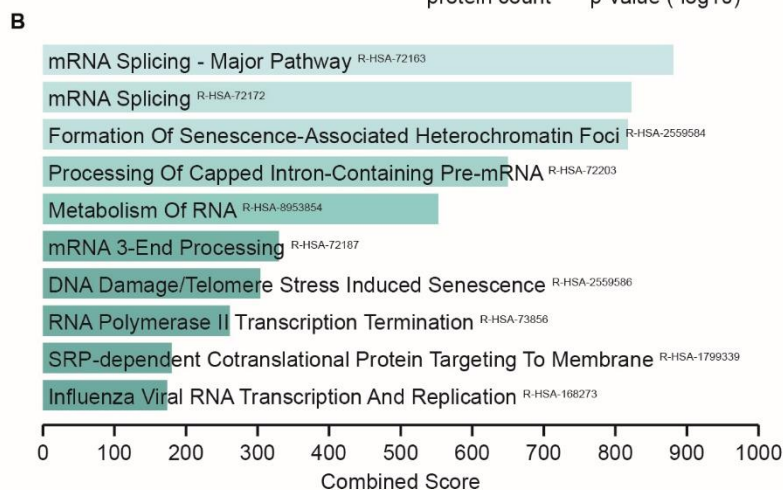 protein count p value (-log10)
B
mRNA Splicing - Major Pathway R-HSA-72163
mRNA Splicing R-HSA-72172
Formation Of Senescence-Associated Heterochromatin Foci R-HSA-2559584
Processing Of Capped Intron-Containing Pre-mRNA R-HSA-72203
Metabolism Of RNA R-HSA-8953854
mRNA 3-End Processing R-HSA-72187
DNA Damage/Telomere Stress Induced Senescence R-HSA-2559586
RNA Polymerase II Transcription Termination R-HSA-73856
SRP-dependent Cotranslational Protein Targeting To Membrane R-HSA-1799339
Influenza Viral RNA Transcription And Replication R-HSA-168273
0 100 200 300 400 500 600 700 800 900 1000
Combined Score